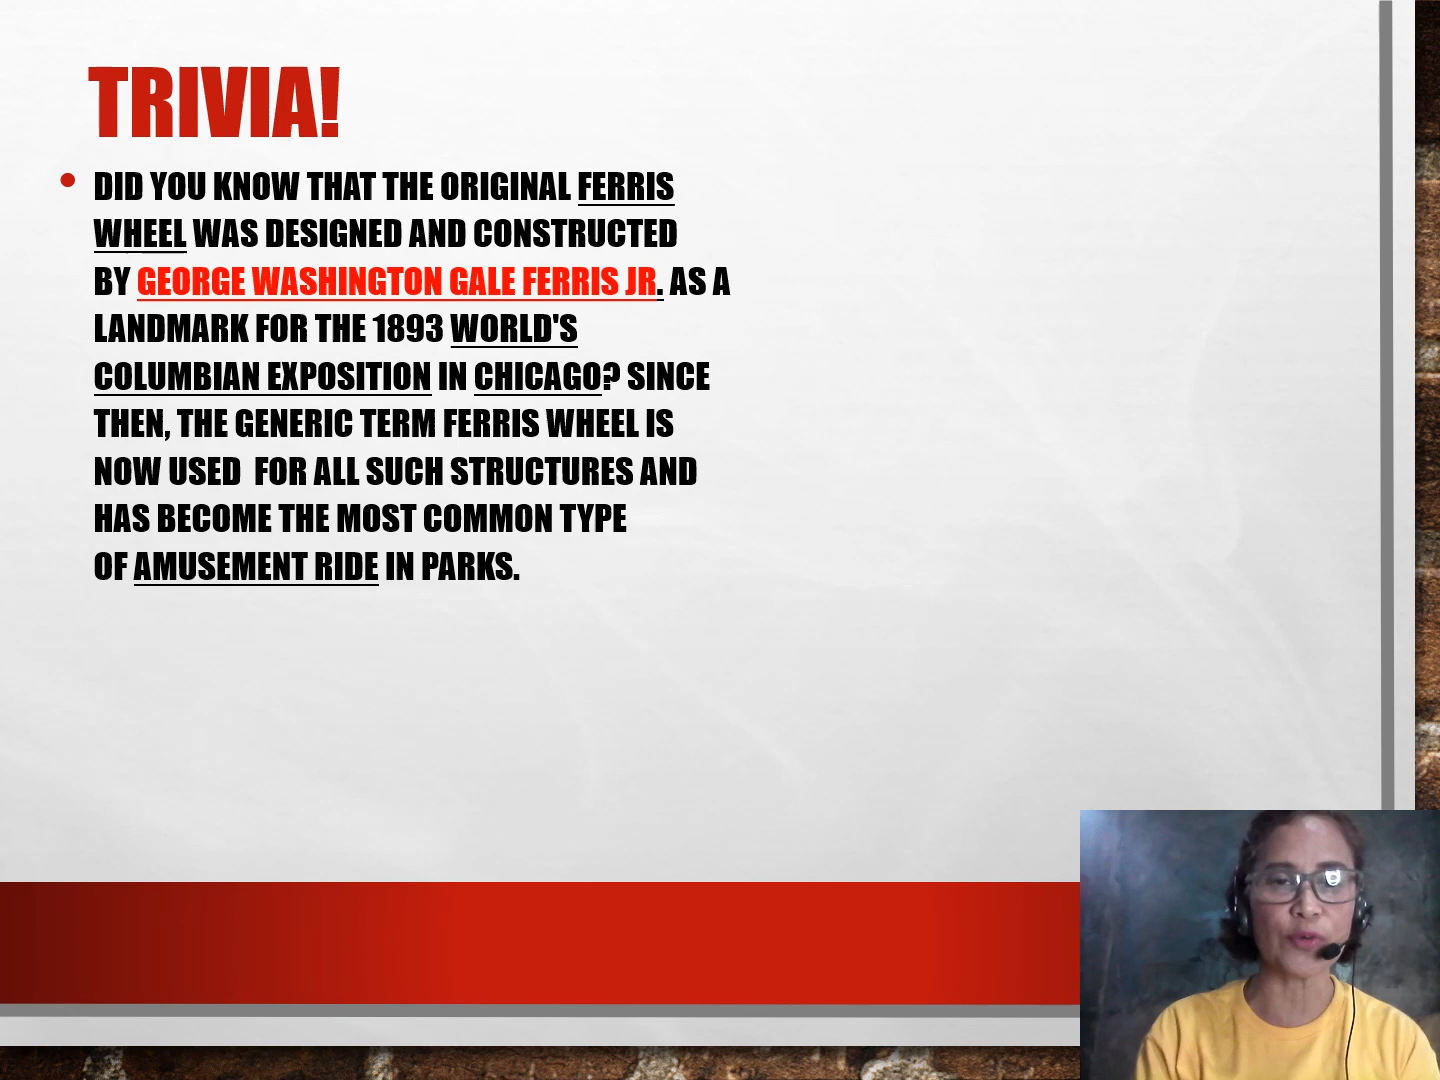 TRIVIA!
• DID YOU KNOW THAT THE ORIGINAL FERRIS
WHEEL WAS DESIGNED AND CONSTRUCTED
BY GEORGE WASHINGTON GALE FERRIS JR. AS A
LANDMARK FOR THE 1893 WORLD'S
COLUMBIAN EXPOSITION IN CHICAGO? SINCE
THEN, THE GENERIC TERM FERRIS WHEEL IS
NOW USED  FOR ALL SUCH STRUCTURES AND
HAS BECOME THE MOST COMMON TYPE
OF AMUSEMENT RIDE IN PARKS.